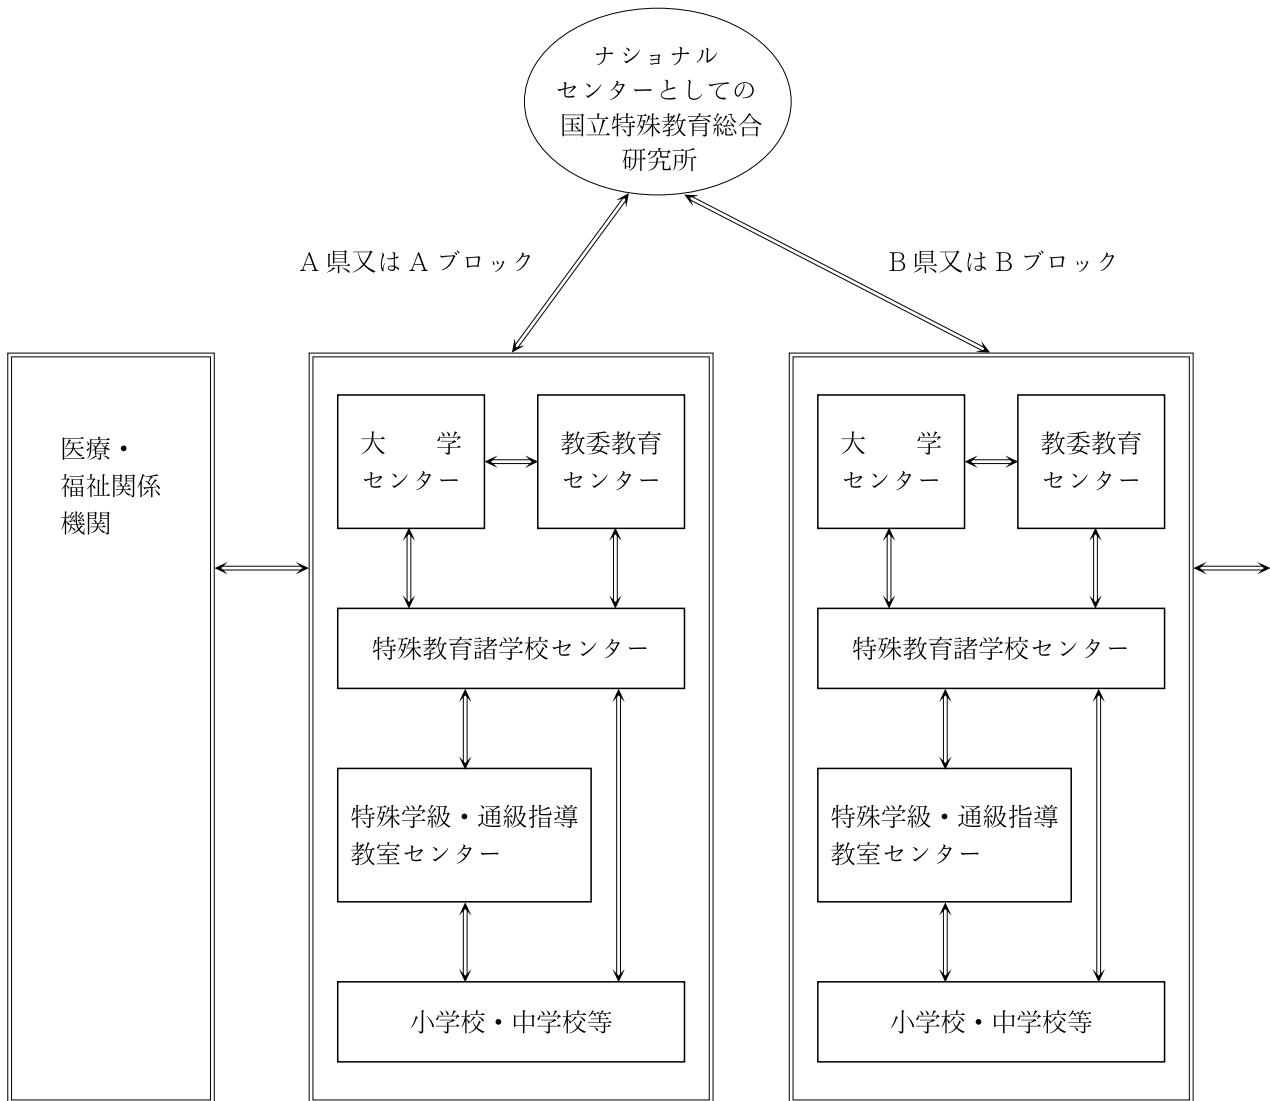 ナショナル
センターとしての
国立特殊教育総合
研究所
A 県又は A ブロック
B 県又は B ブロック
医療・
福祉関係
機関
大　　学
センター
教委教育
センター
特殊教育諸学校センター
特殊学級・通級指導
教室センター
小学校・中学校等
大　　学
センター
教委教育
センター
特殊教育諸学校センター
特殊学級・通級指導
教室センター
小学校・中学校等